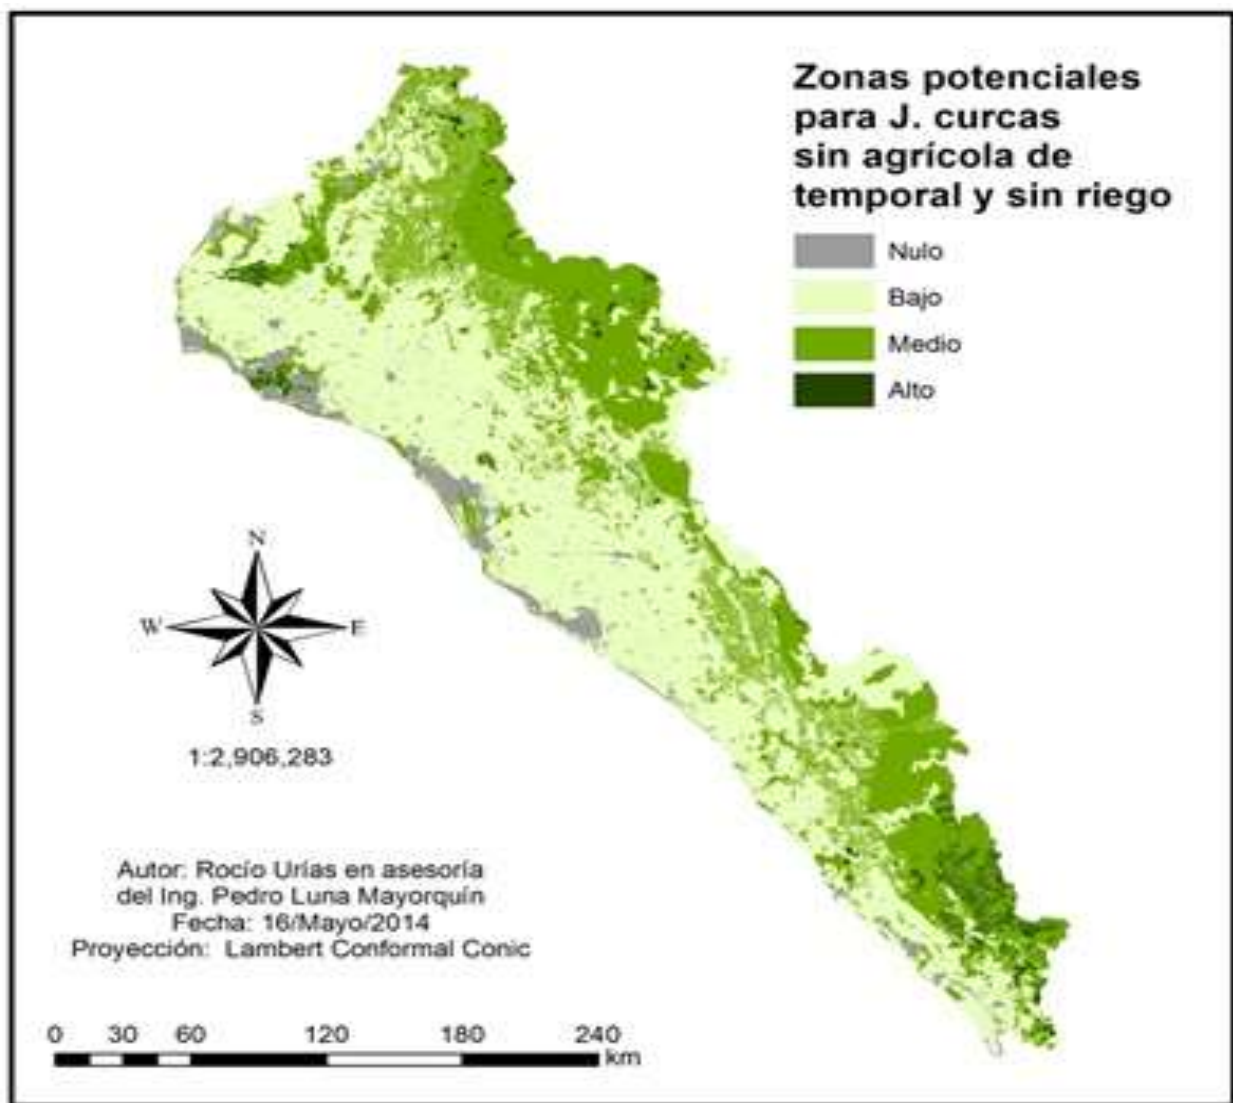 Zonas potenciales
para J. curcas
sin agrícola de
temporal y sin riego
Nulo
Bajo
Medio
Alto
N
W
E
S
1:2,906,283
Autor: Rocío Urías en asesoría
del Ing. Pedro Luna Mayorquín
Fecha: 16/Mayo/2014
Proyección: Lambert Conformal Conic
0 30 60 120 180 240
km